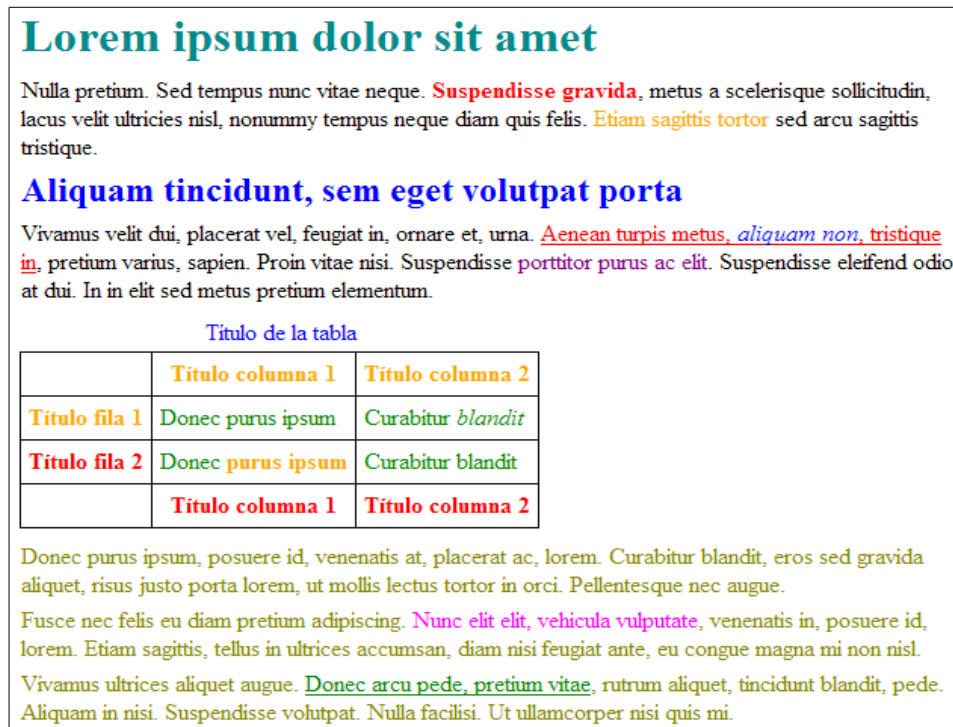 Lorem ipsum dolor sit amet
Nulla pretium. Sed tempus nunc vitae neque. Suspendisse gravida, metus a scelerisque sollicitudin,
lacus velit ultricies nisl, nonummy tempus neque diam quis felis. Etiam sagittis tortor sed arcu sagittis
tristique.
Aliquam tincidunt, sem eget volutpat porta
Vivamus velit dui, placerat vel, feugiat in, ornare et, urna. Aenean turpis metus, aliquam non, tristique
in, pretium varius, sapien. Proin vitae nisi. Suspendisse porttitor purus ac elit. Suspendisse eleifend odio
at dui. In in elit sed metus pretium elementum.
Título de la tabla
Título columna 1 Título columna 2
Título fila 1 Donec purus ipsum Curabitur blandit
Título fila 2 Donec purus ipsum Curabitur blandit
Título columna 1 Título columna 2
Donec purus ipsum, posuere id, venenatis at, placerat ac, lorem. Curabitur blandit, eros sed gravida
aliquet, risus justo porta lorem, ut mollis lectus tortor in orci. Pellentesque nec augue.
Fusce nec felis eu diam pretium adipiscing. Nunc elit elit, vehicula vulputate, venenatis in, posuere id,
lorem. Etiam sagittis, tellus in ultrices accumsan, diam nisi feugiat ante, eu congue magna mi non nisl.
Vivamus ultrices aliquet augue. Donec arcu pede, pretium vitae, rutrum aliquet, tincidunt blandit, pede.
Aliquam in nisi. Suspendisse volutpat. Nulla facilisi. Ut ullamcorper nisi quis mi.